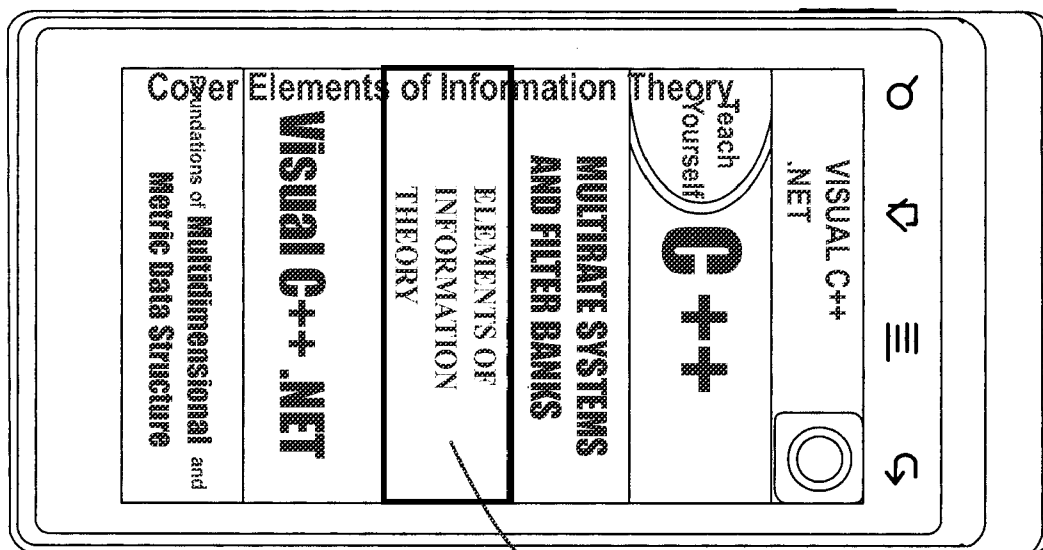 Cover Elements of Information Theory
Foundations of Multidimensional and
Metric Data Structure
Visual C++ .NET
ELEMENTS OF
INFORMATION
THEORY
MULTIRATE SYSTEMS
AND FILTER BANKS
Teach
Yourself
C++
VISUAL C++
.NET